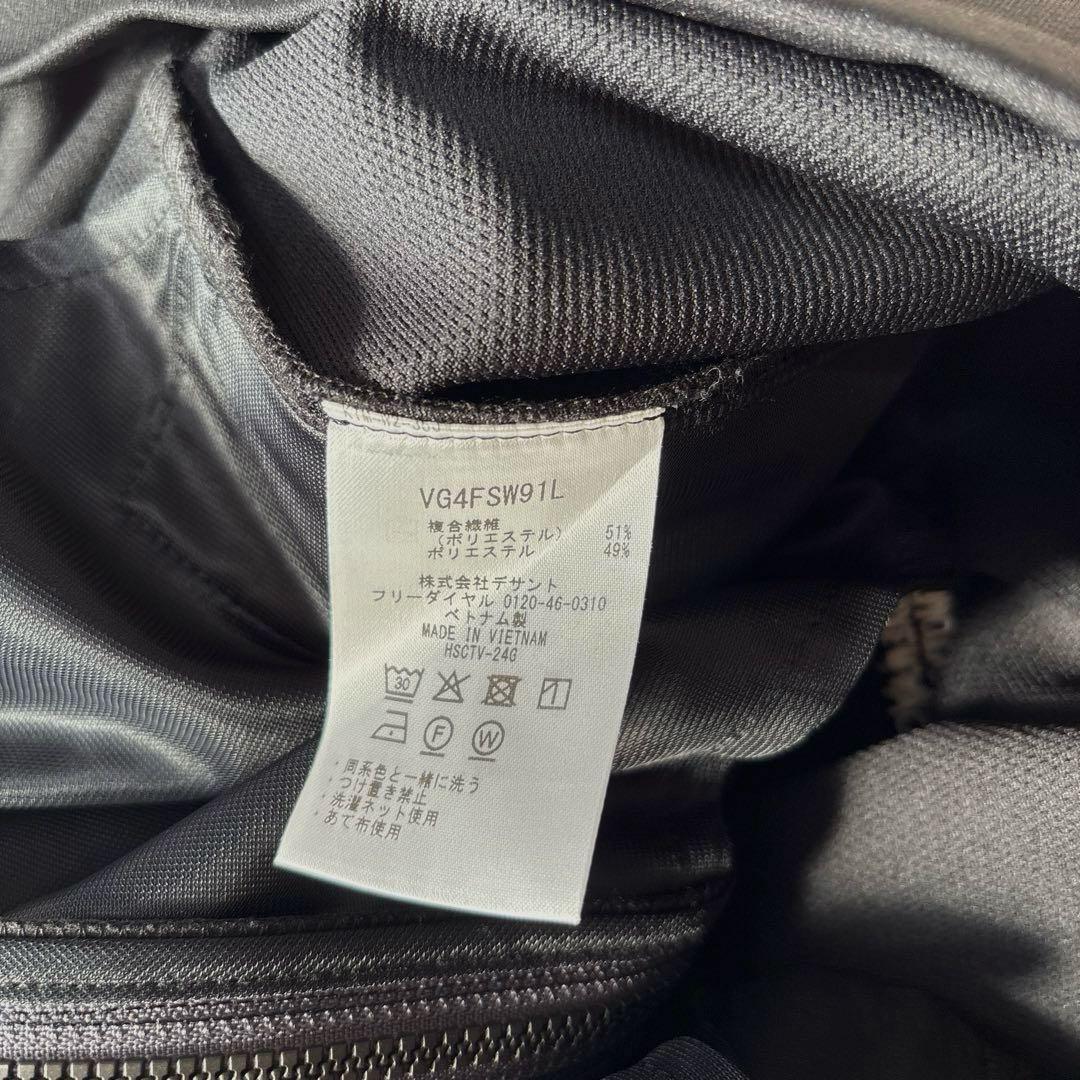 VG4FSW91L
複合繊維
(ポリエステル) 51%
ポリエステル 49%
株式会社デサント
フリーダイヤル 0120-46-0310
ベトナム製
MADE IN VIETNAM
HSCTV-24G
30
1
F W
・同系色と一緒に洗う
・つけ置き禁止
・洗濯ネット使用
・あて布使用